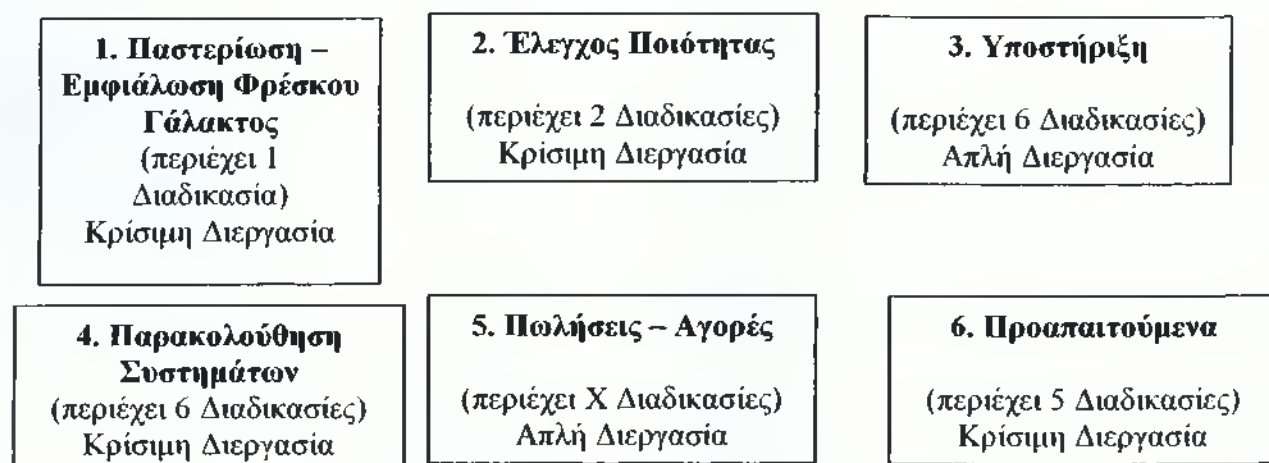 1. Παστερίωση –
Εμφιάλωση Φρέσκου
Γάλακτος
(περιέχει 1
Διαδικασία)
Κρίσιμη Διεργασία
2. Έλεγχος Ποιότητας
(περιέχει 2 Διαδικασίες)
Κρίσιμη Διεργασία
3. Υποστήριξη
(περιέχει 6 Διαδικασίες)
Απλή Διεργασία
4. Παρακολούθηση
Συστημάτων
(περιέχει 6 Διαδικασίες)
Κρίσιμη Διεργασία
5. Πωλήσεις – Αγορές
(περιέχει Χ Διαδικασίες)
Απλή Διεργασία
6. Προαπαιτούμενα
(περιέχει 5 Διαδικασίες)
Κρίσιμη Διεργασία